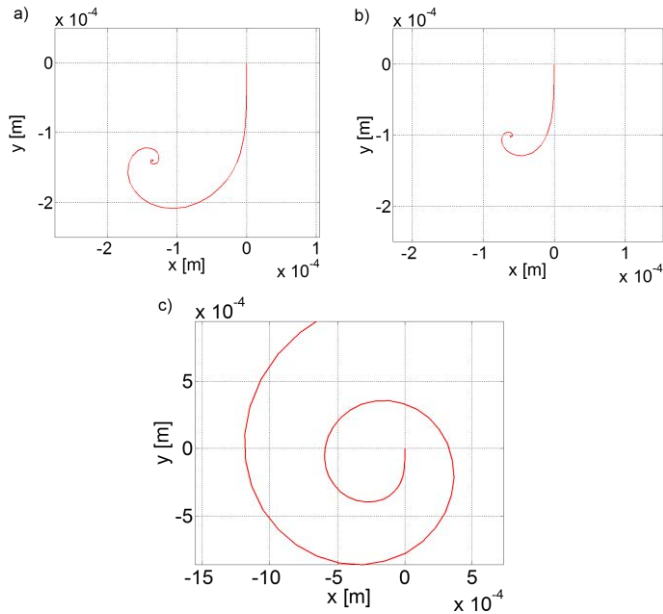 a)
x 10⁻⁴
0
-1
-2
y [m]
-2 -1 0 1
x [m]
x 10⁻⁴
b)
x 10⁻⁴
0
-1
-2
y [m]
-2 -1 0 1
x [m]
x 10⁻⁴
c)
x 10⁻⁴
5
0
-5
y [m]
-15 -10 -5 0 5
x [m]
x 10⁻⁴